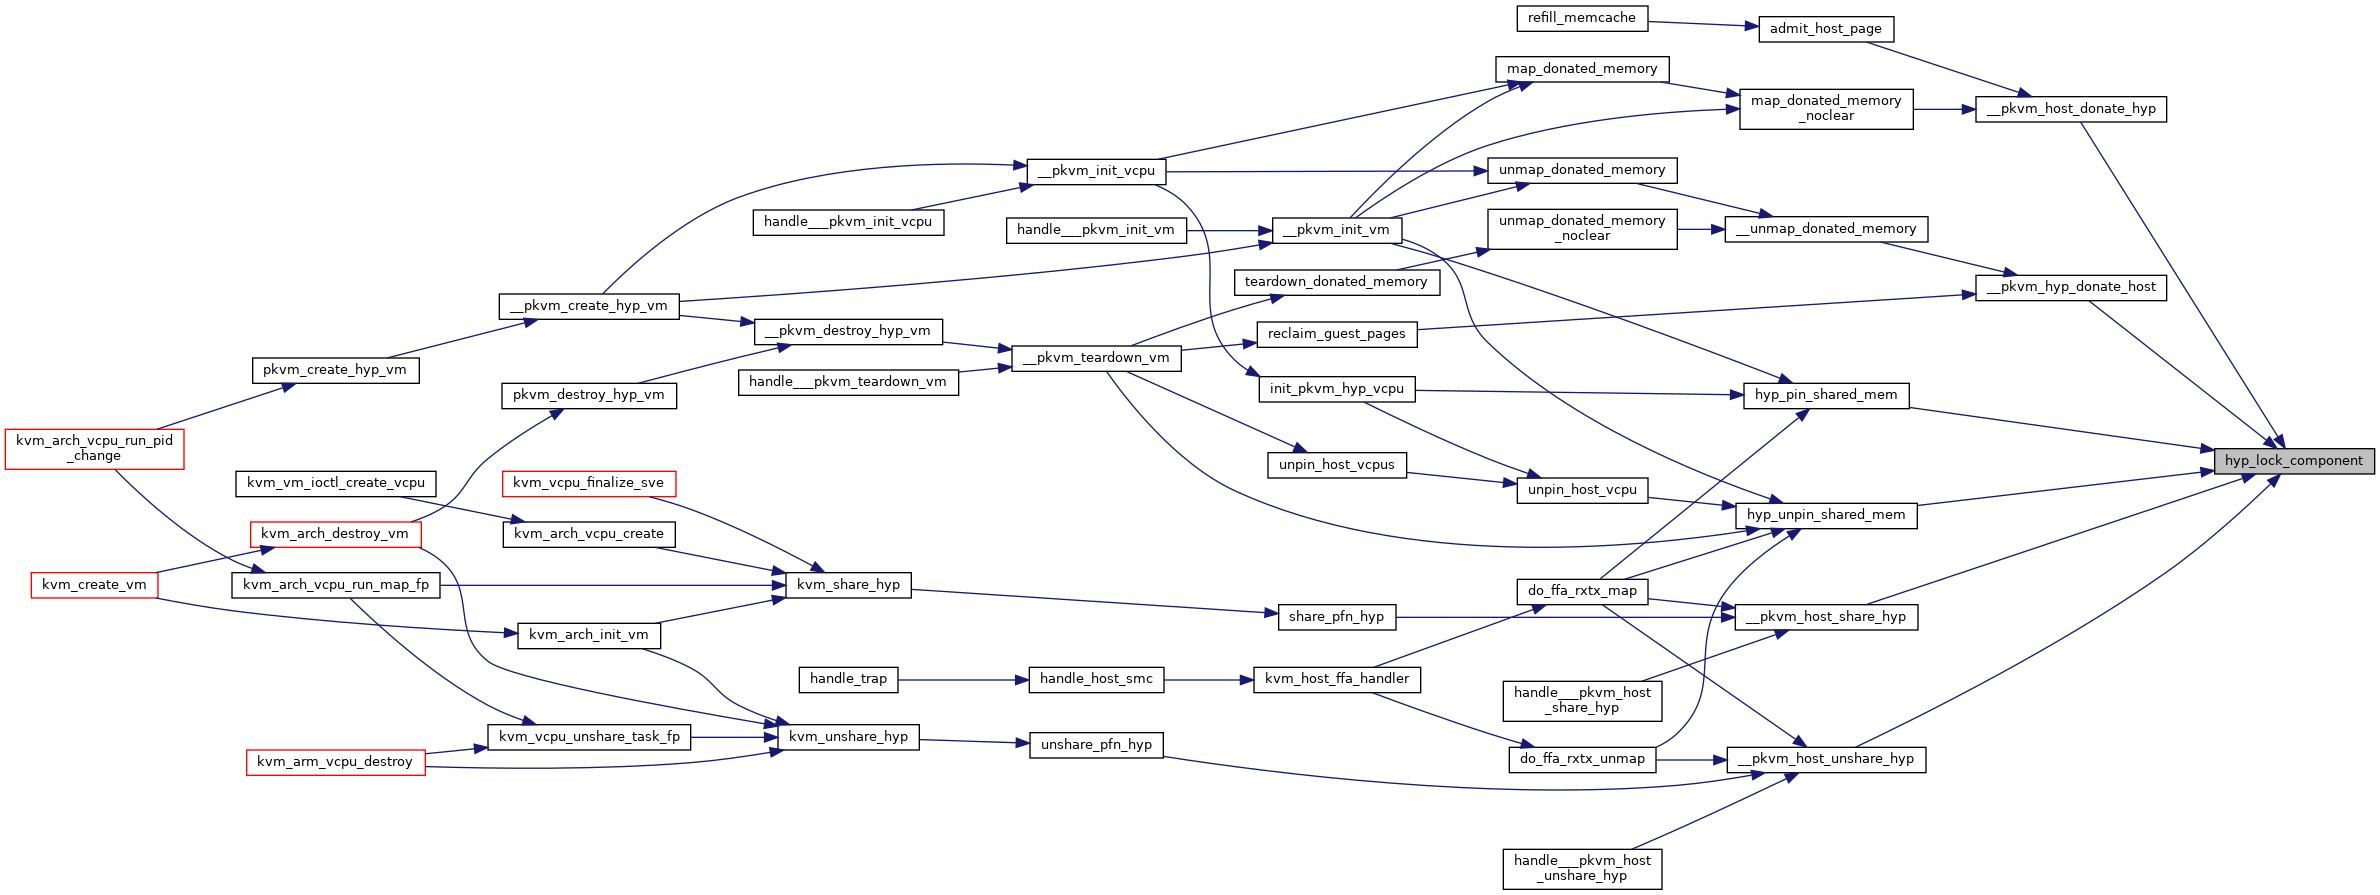 refill_memcache
admit_host_page
map_donated_memory
map_donated_memory
_noclear
__pkvm_host_donate_hyp
__pkvm_init_vcpu
unmap_donated_memory
handle___pkvm_init_vcpu
handle___pkvm_init_vm
__pkvm_init_vm
unmap_donated_memory
_noclear
__unmap_donated_memory
teardown_donated_memory
__pkvm_hyp_donate_host
__pkvm_create_hyp_vm
__pkvm_destroy_hyp_vm
reclaim_guest_pages
__pkvm_teardown_vm
pkvm_create_hyp_vm
handle___pkvm_teardown_vm
pkvm_destroy_hyp_vm
init_pkvm_hyp_vcpu
hyp_pin_shared_mem
kvm_arch_vcpu_run_pid
_change
hyp_lock_component
unpin_host_vcpus
kvm_vm_ioctl_create_vcpu
kvm_vcpu_finalize_sve
unpin_host_vcpu
hyp_unpin_shared_mem
kvm_arch_destroy_vm
kvm_arch_vcpu_create
kvm_create_vm
kvm_arch_vcpu_run_map_fp
kvm_share_hyp
do_ffa_rxtx_map
share_pfn_hyp
__pkvm_host_share_hyp
kvm_arch_init_vm
handle_trap
handle_host_smc
kvm_host_ffa_handler
handle___pkvm_host
_share_hyp
kvm_vcpu_unshare_task_fp
kvm_unshare_hyp
unshare_pfn_hyp
kvm_arm_vcpu_destroy
do_ffa_rxtx_unmap
__pkvm_host_unshare_hyp
handle___pkvm_host
_unshare_hyp